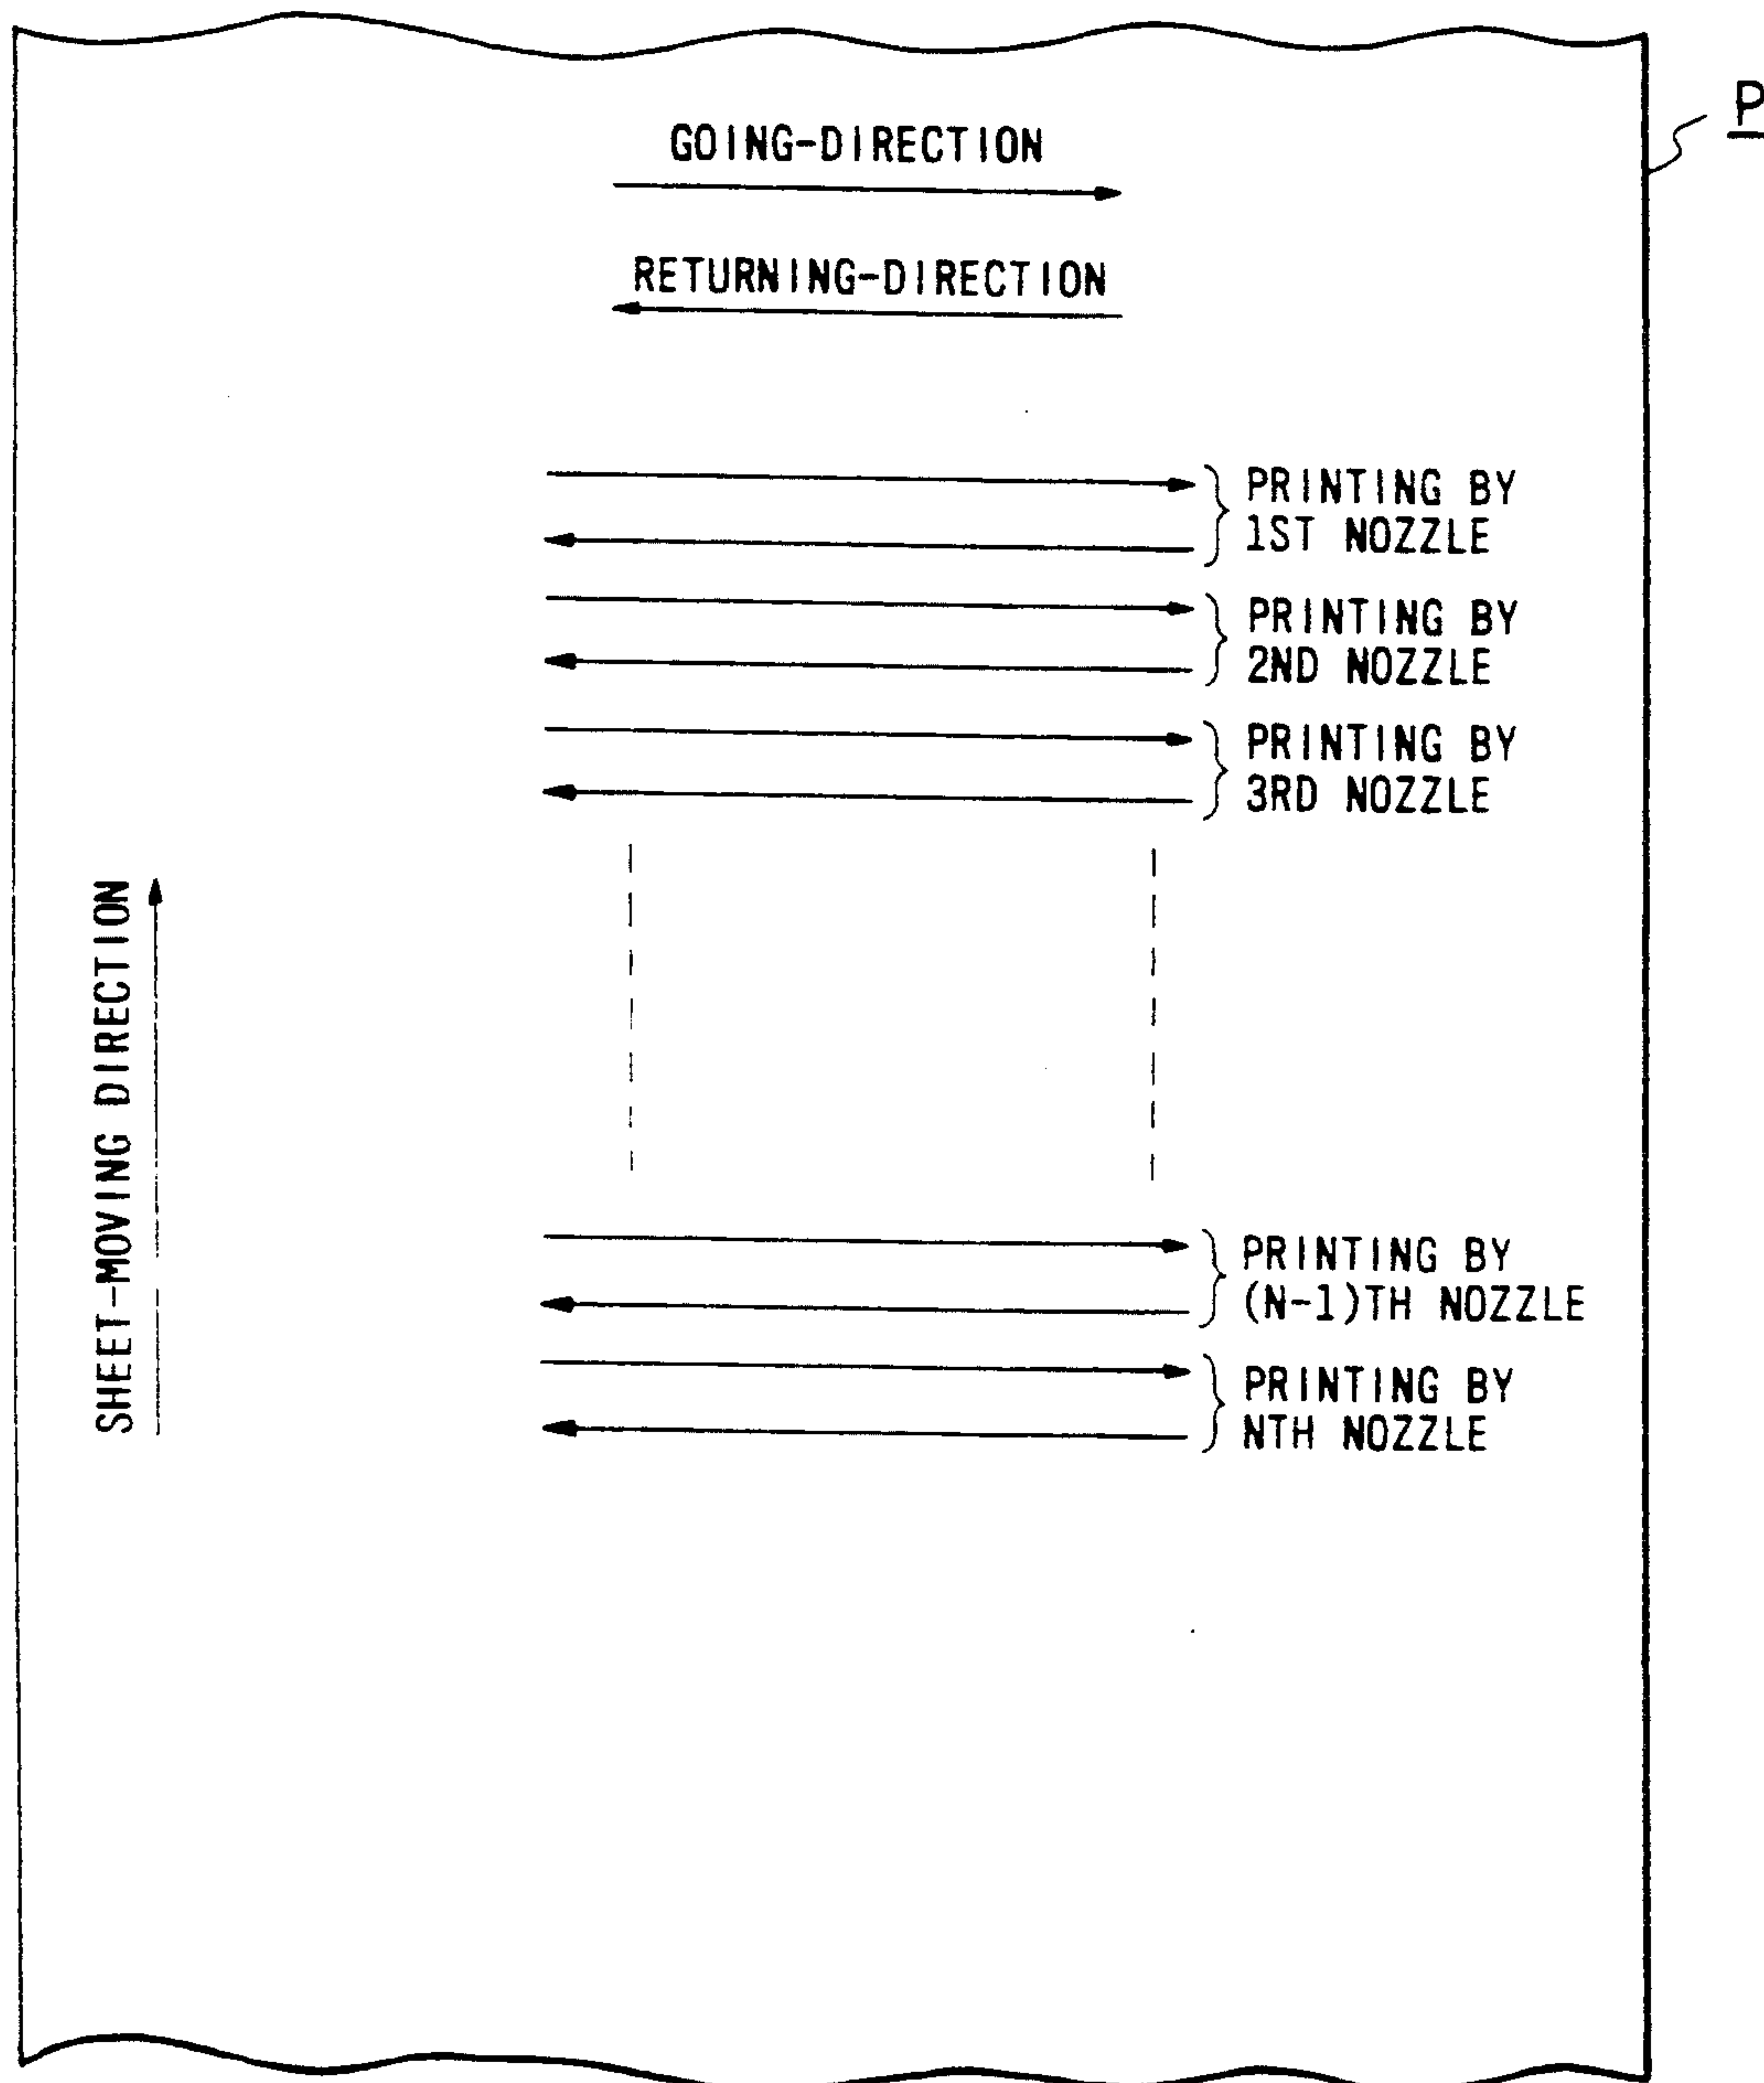 P
GOING-DIRECTION
RETURNING-DIRECTION
PRINTING BY
1ST NOZZLE
PRINTING BY
2ND NOZZLE
PRINTING BY
3RD NOZZLE
SHEET-MOVING DIRECTION
PRINTING BY
(N-1)TH NOZZLE
PRINTING BY
NTH NOZZLE